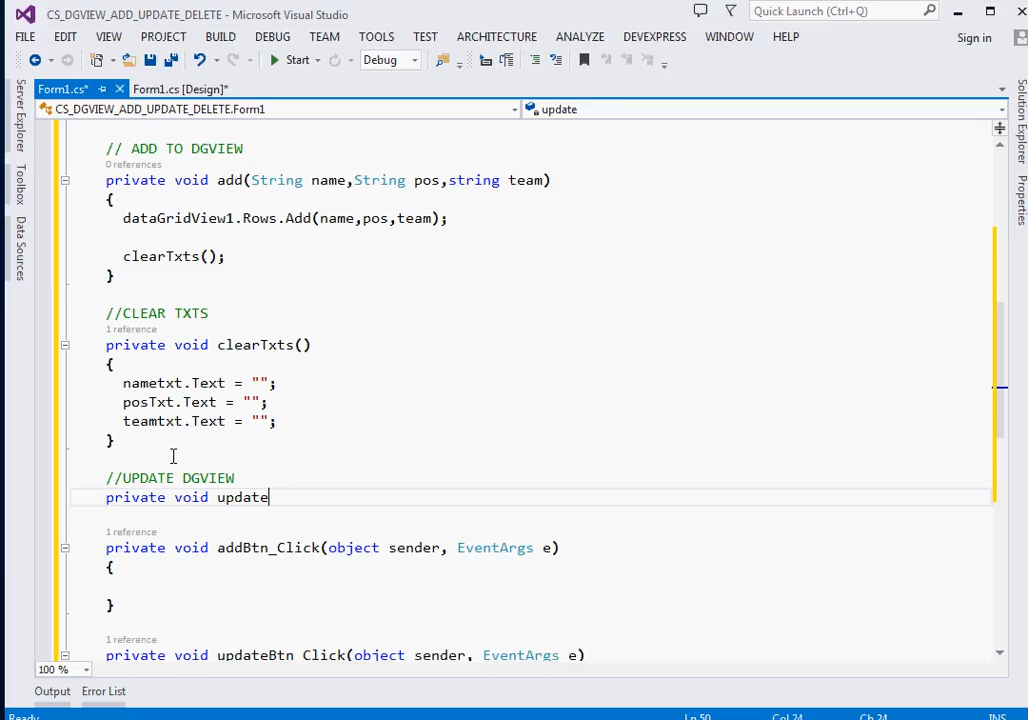 CS_DGVIEW_ADD_UPDATE_DELETE - Microsoft Visual Studio
Quick Launch (Ctrl+Q)
FILE EDIT VIEW PROJECT BUILD DEBUG TEAM TOOLS TEST ARCHITECTURE ANALYZE DEVEXPRESS WINDOW HELP
Sign in
Start Debug
Form1.cs* Form1.cs [Design]*
CS_DGVIEW_ADD_UPDATE_DELETE.Form1 update
Server Explorer
Toolbox
Data Sources
Solution Explorer
Properties
// ADD TO DGVIEW
0 references
private void add(String name,String pos,string team)
{
dataGridView1.Rows.Add(name,pos,team);
clearTxts();
}
//CLEAR TXTS
1 reference
private void clearTxts()
{
nametxt.Text = "";
posTxt.Text = "";
teamtxt.Text = "";
}
//UPDATE DGVIEW
private void update
1 reference
private void addBtn_Click(object sender, EventArgs e)
{
}
1 reference
private void updateBtn_Click(object sender, EventArgs e)
100 %
Output Error List
Ready Ln 50 Col 24 Ch 24 INS